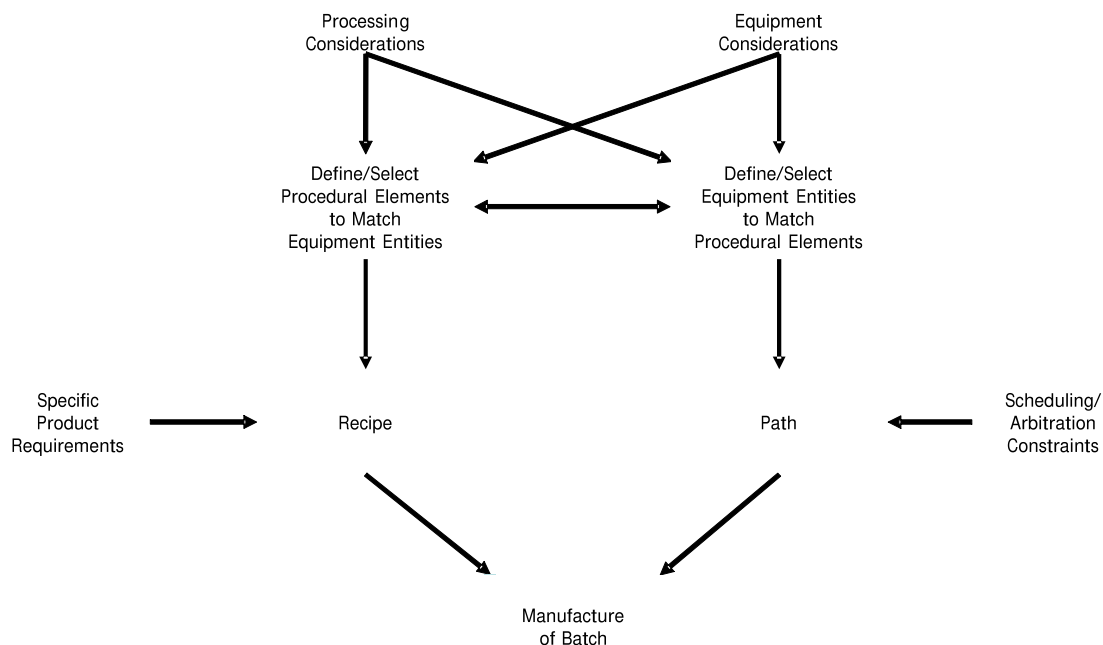 Processing
Considerations
Equipment
Considerations
Define/Select
Procedural Elements
to Match
Equipment Entities
Define/Select
Equipment Entities
to Match
Procedural Elements
Specific
Product
Requirements
Recipe
Path
Scheduling/
Arbitration
Constraints
Manufacture
of Batch